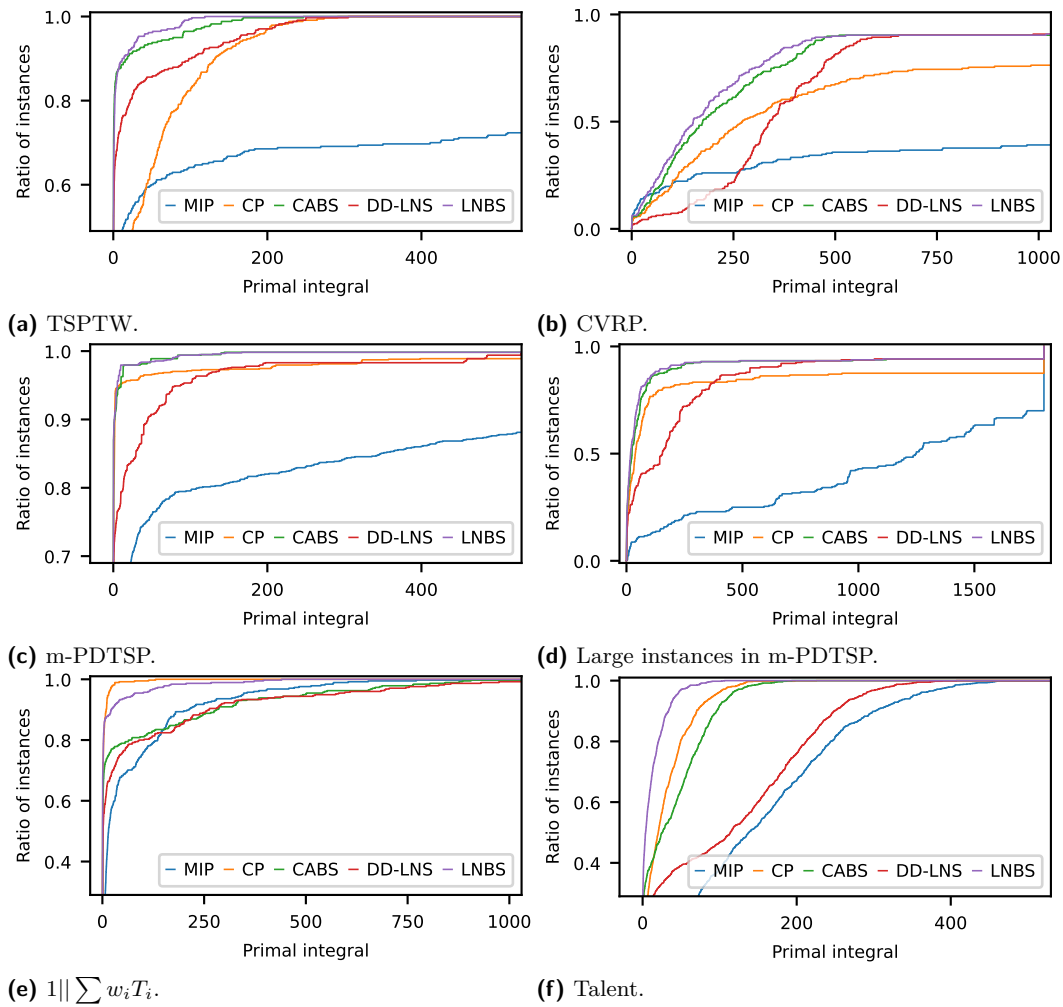 1.0
0.8
0.6
Ratio of instances
0 200 400
Primal integral
MIP CP CABS DD-LNS LNBS
(a) TSPTW.
1.0
0.5
0.0
Ratio of instances
0 250 500 750 1000
Primal integral
MIP CP CABS DD-LNS LNBS
(b) CVRP.
1.0
0.9
0.8
0.7
Ratio of instances
0 200 400
Primal integral
MIP CP CABS DD-LNS LNBS
(c) m-PDTSP.
1.0
0.5
0.0
Ratio of instances
0 500 1000 1500
Primal integral
MIP CP CABS DD-LNS LNBS
(d) Large instances in m-PDTSP.
1.0
0.8
0.6
0.4
Ratio of instances
0 250 500 750 1000
Primal integral
MIP CP CABS DD-LNS LNBS
(e) 1|| ∑ wᵢTᵢ.
1.0
0.8
0.6
0.4
Ratio of instances
0 200 400
Primal integral
MIP CP CABS DD-LNS LNBS
(f) Talent.